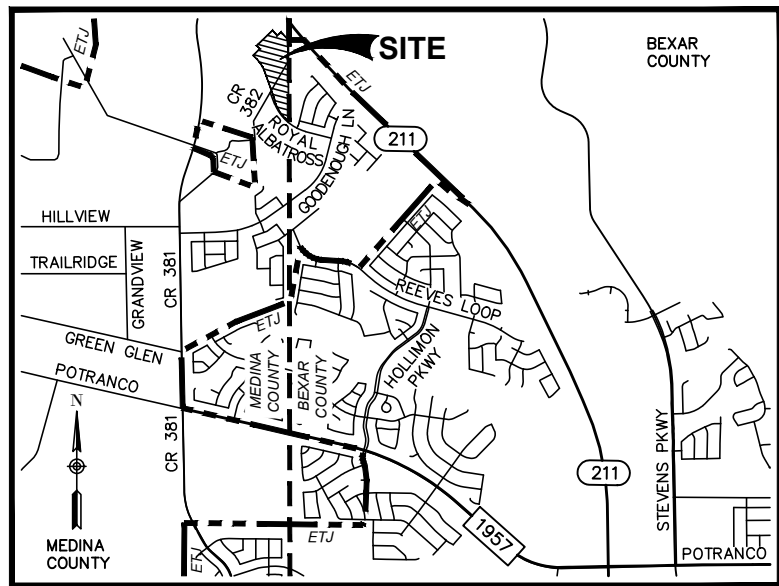 ETJ
SITE
BEXAR
COUNTY
ETJ
CR
382
ROYAL
ALBATROSS
GOODENOUGH LN
211
ETJ
HILLVIEW
ETJ
TRAILRIDGE
GRANDVIEW
CR 381
REEVES LOOP
ETJ
GREEN GLEN
POTRANCO
MEDINA
COUNTY
BEXAR
COUNTY
HOLLIMON
PKWY
N
CR 381
211
STEVENS PKWY
1957
ETJ
MEDINA
COUNTY
ETJ
POTRANCO